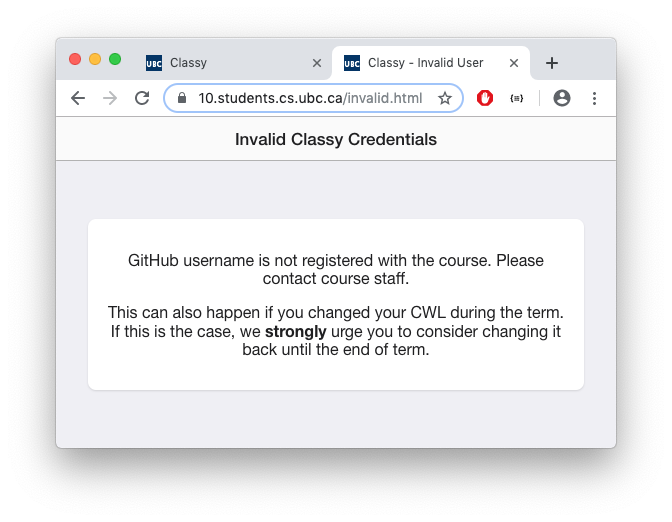 UBC Classy
UBC Classy - Invalid User
10.students.cs.ubc.ca/invalid.html
Invalid Classy Credentials
GitHub username is not registered with the course. Please
contact course staff.
This can also happen if you changed your CWL during the term.
If this is the case, we strongly urge you to consider changing it
back until the end of term.